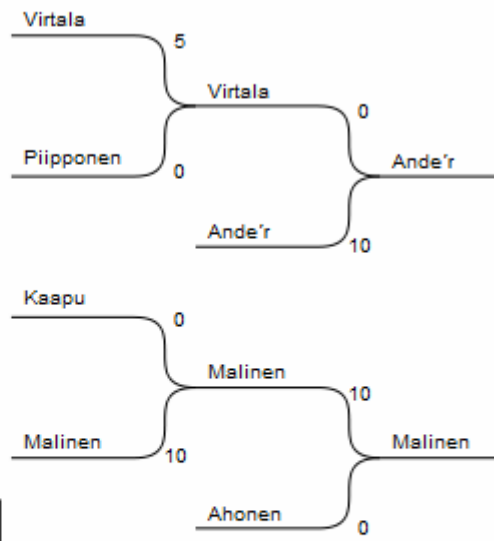 Virtala
5
Virtala
0
Piipponen
0
Ande'r
Ande'r
10
Kaapu
0
Malinen
10
Malinen
10
Malinen
Ahonen
0